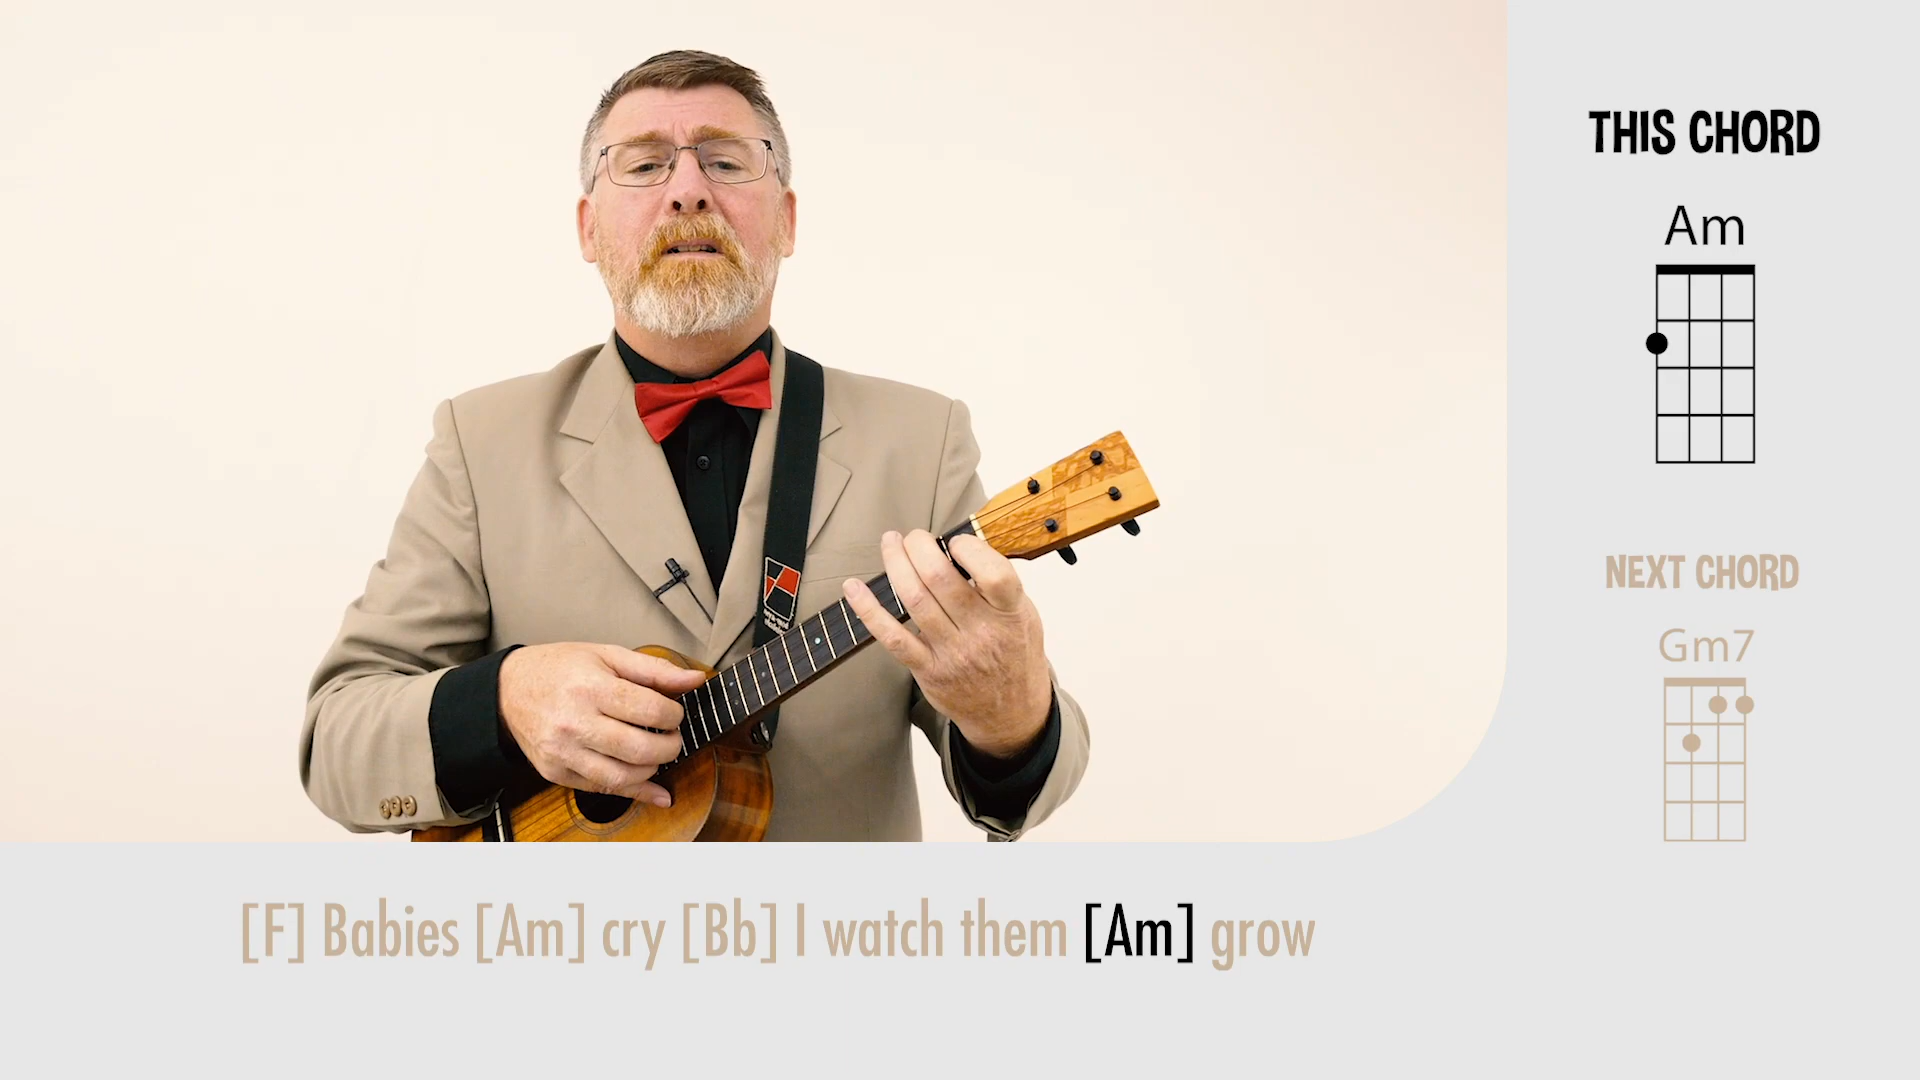 THIS CHORD
Am
NEXT CHORD
Gm7
[F] Babies [Am] cry [Bb] I watch them [Am] grow